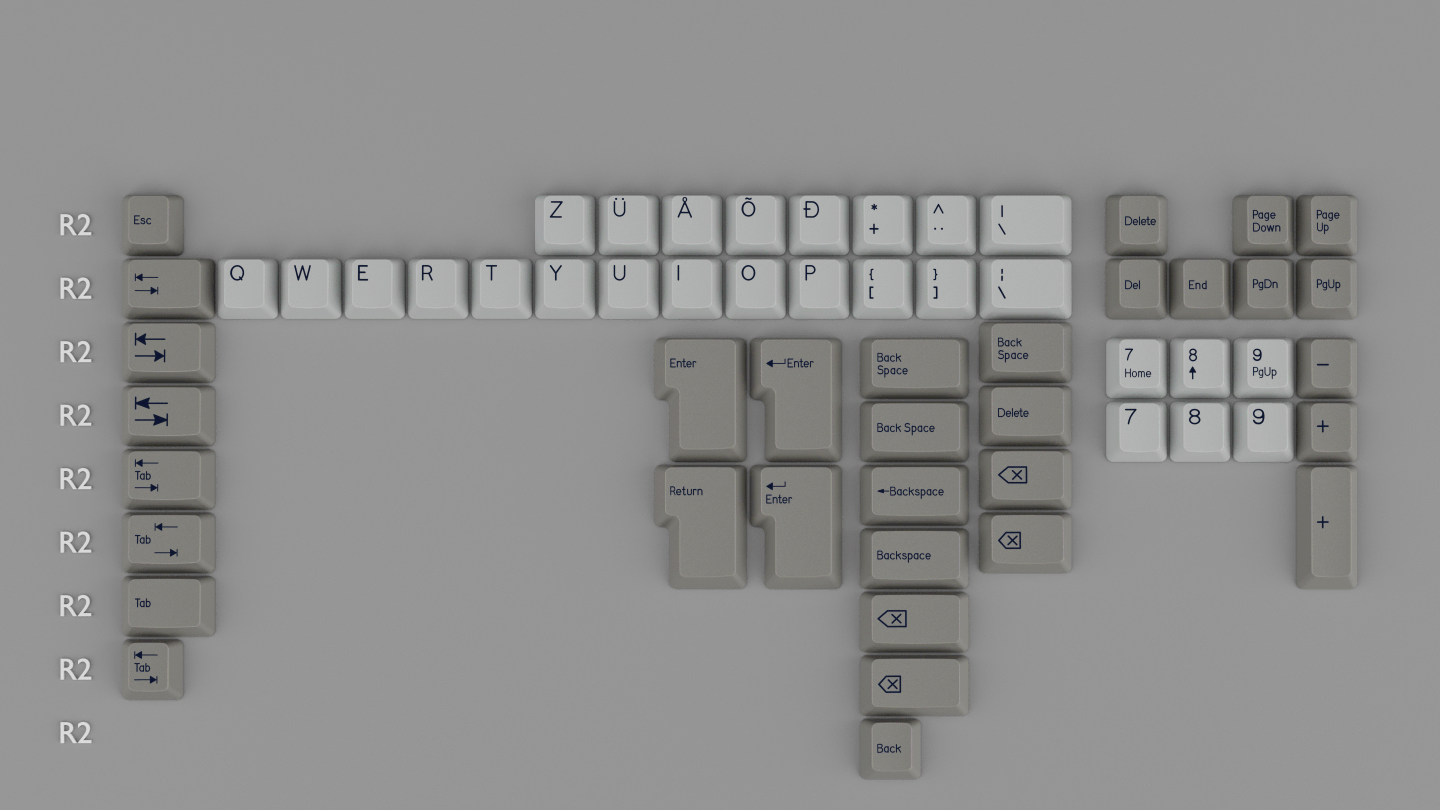 R2 Esc Z Ü Å Õ Đ * + ^ ¨ | \ Delete Page Down Page Up
R2 Q W E R T Y U I O P { [ } ] ¦ \ Del End PgDn PgUp
R2 Enter ←Enter Back Space Back Space 7 Home 8 ↑ 9 PgUp −
R2 Back Space Delete 7 8 9 +
R2 Tab Return ↵ Enter ←Backspace
R2 Tab Backspace +
R2 Tab
R2 Tab
R2 Back